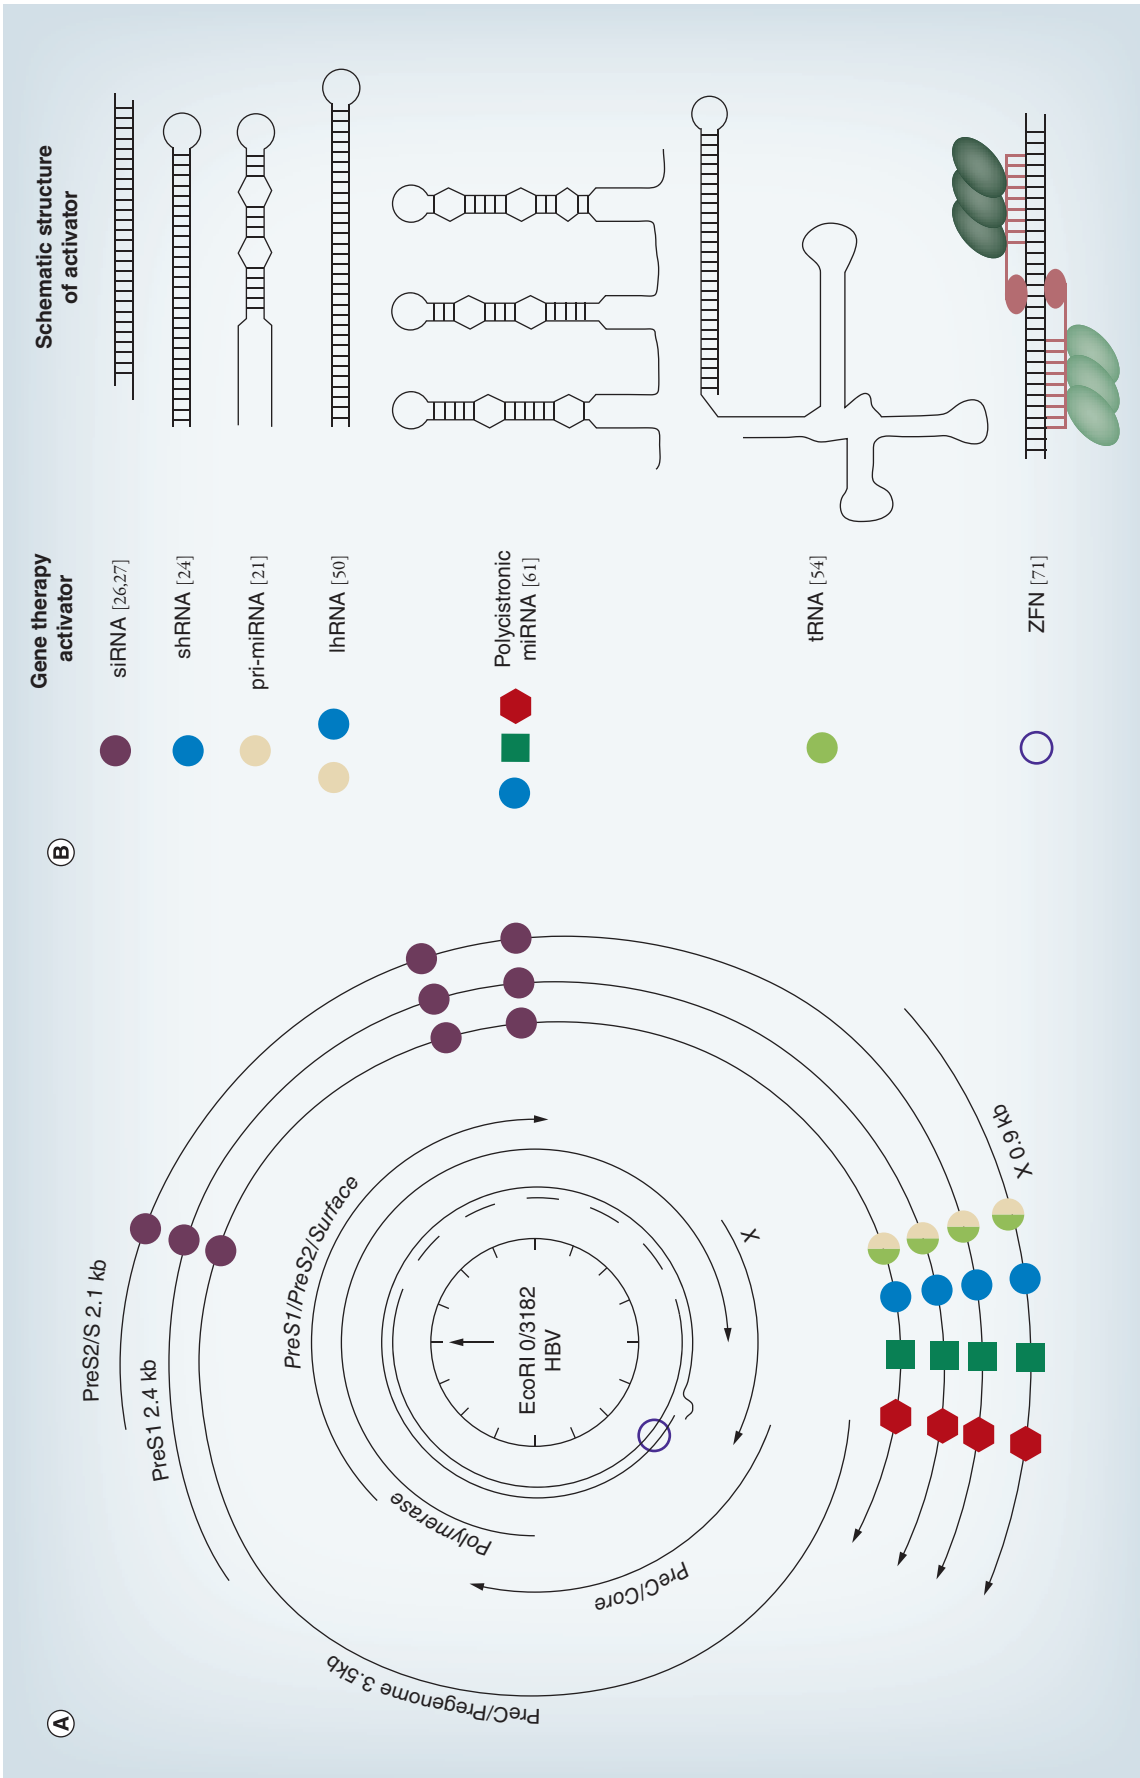 A
PreS2/S 2.1 kb
PreS1 2.4 kb
PreC/Pregenome 3.5kb
PreS1/PreS2/Surface
Polymerase
PreC/Core
X
X 0.9 kb
EcoRI 0/3182
HBV
B
Gene therapy
activator
Schematic structure
of activator
siRNA [26,27]
shRNA [24]
pri-miRNA [21]
lhRNA [50]
Polycistronic
miRNA [61]
tRNA [54]
ZFN [71]